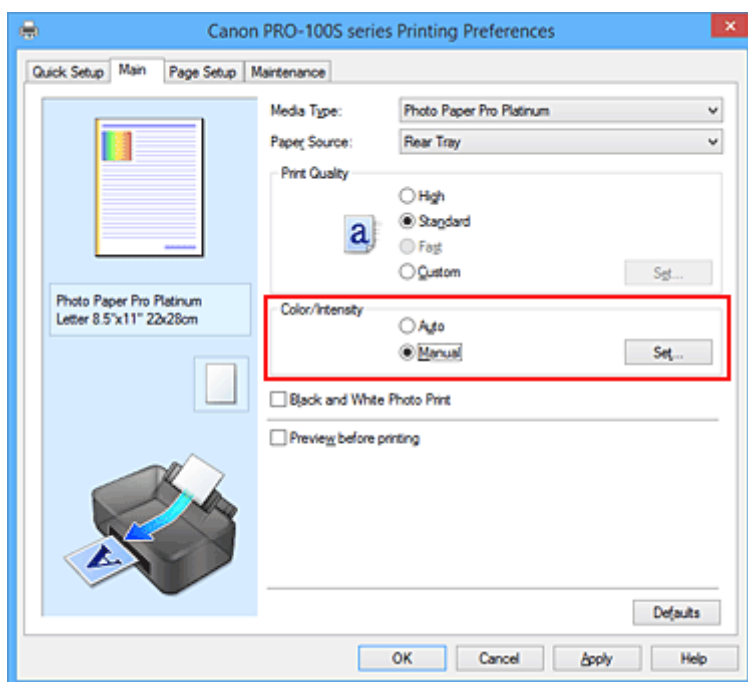 Canon PRO-100S series Printing Preferences
Quick Setup Main Page Setup Maintenance
Media Type: Photo Paper Pro Platinum
Paper Source: Rear Tray
Print Quality
High
a
Standard
Fast
Custom Set...
Photo Paper Pro Platinum
Letter 8.5"x11" 22x28cm
Color/Intensity
Auto
Manual Set...
Black and White Photo Print
Preview before printing
A
Defaults
OK Cancel Apply Help